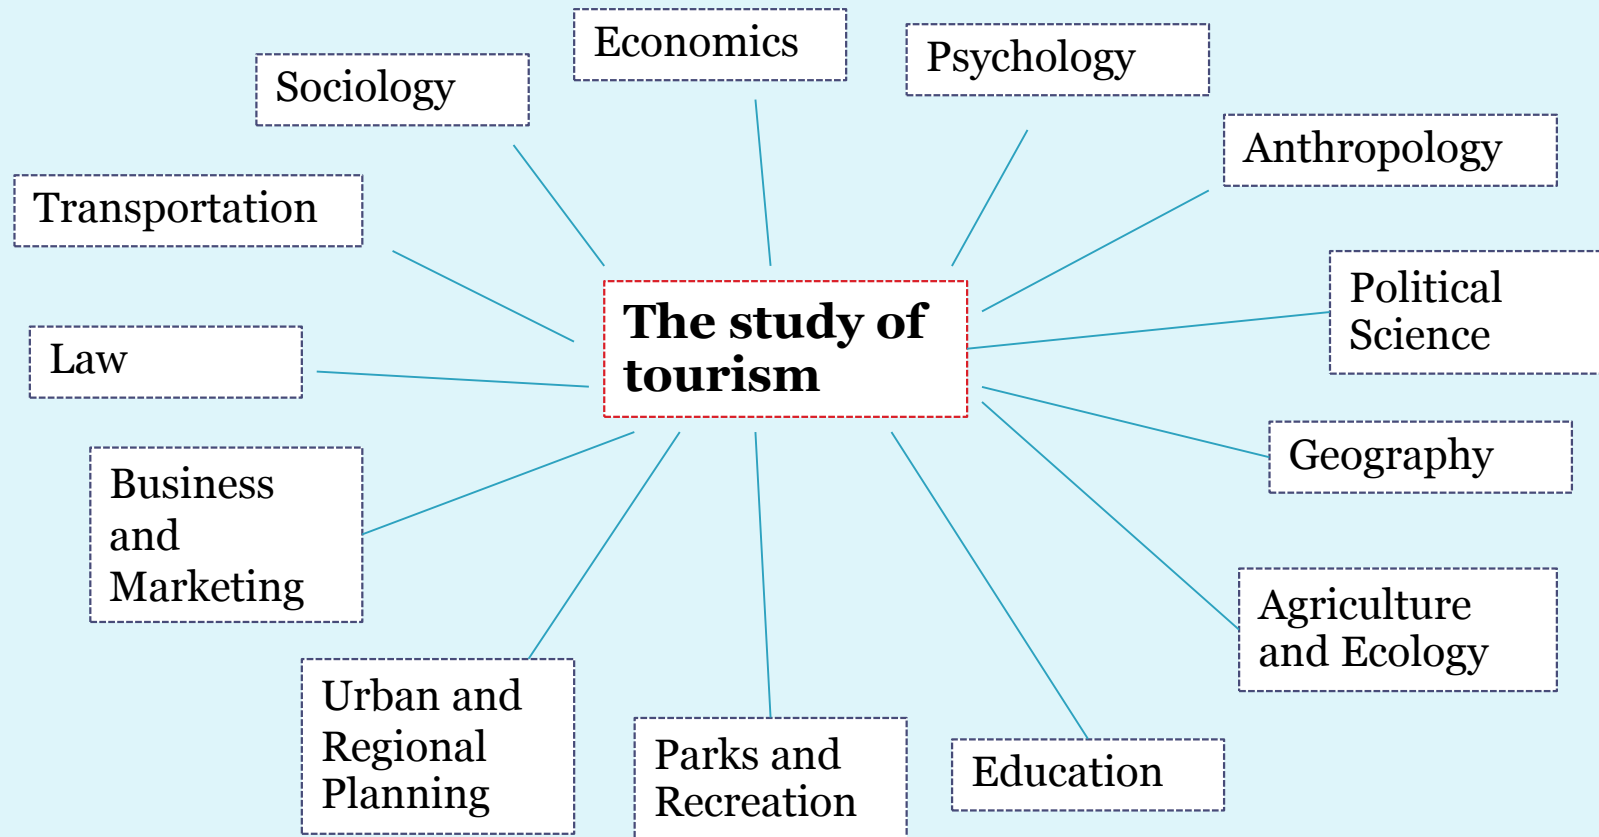 Economics
Psychology
Sociology
Anthropology
Transportation
Political
Science
The study of
tourism
Law
Geography
Business
and
Marketing
Agriculture
and Ecology
Urban and
Regional
Planning
Parks and
Recreation
Education